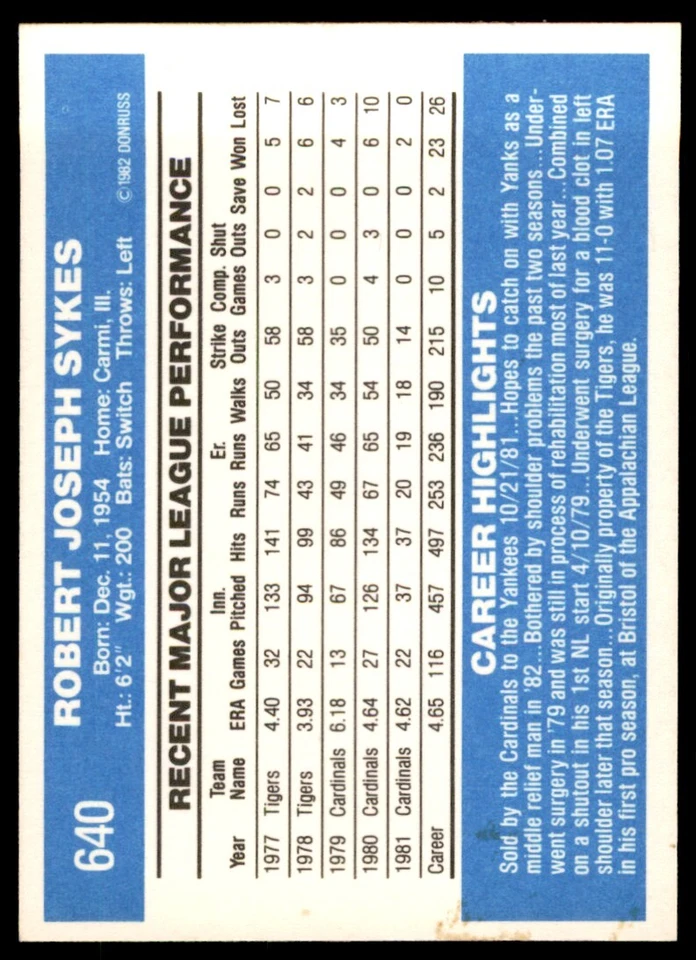 640
ROBERT JOSEPH SYKES
Born: Dec. 11, 1954 Home: Carmi, Ill.
Ht.: 6'2" Wgt.: 200 Bats: Switch Throws: Left ©1982 DONRUSS
RECENT MAJOR LEAGUE PERFORMANCE
Team Inn. Er. Strike Comp. Shut
Year Name ERA Games Pitched Hits Runs Runs Walks Outs Games Outs Save Won Lost
1977 Tigers 4.40 32 133 141 74 65 50 58 3 0 0 5 7
1978 Tigers 3.93 22 94 99 43 41 34 58 3 2 2 6 6
1979 Cardinals 6.18 13 67 86 49 46 34 35 0 0 0 4 3
1980 Cardinals 4.64 27 126 134 67 65 54 50 4 3 0 6 10
1981 Cardinals 4.62 22 37 37 20 19 18 14 0 0 0 2 0
Career 4.65 116 457 497 253 236 190 215 10 5 2 23 26
CAREER HIGHLIGHTS
Sold by the Cardinals to the Yankees 10/21/81...Hopes to catch on with Yanks as a
middle relief man in '82...Bothered by shoulder problems the past two seasons...Under-
went surgery in '79 and was still in process of rehabilitation most of last year...Combined
on a shutout in his 1st NL start 4/10/79...Underwent surgery for a blood clot in left
shoulder later that season...Originally property of the Tigers, he was 11-0 with 1.07 ERA
in his first pro season, at Bristol of the Appalachian League.